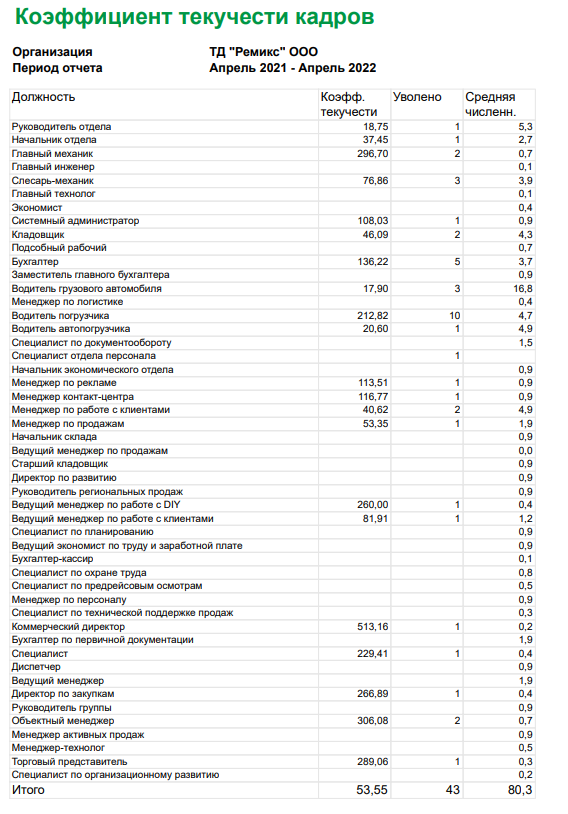 Коэффициент текучести кадров
Организация ТД "Ремикс" ООО
Период отчета Апрель 2021 - Апрель 2022
Должность Коэфф. текучести Уволено Средняя численн.
Руководитель отдела 18,75 1 5,3
Начальник отдела 37,45 1 2,7
Главный механик 296,70 2 0,7
Главный инженер 0,1
Слесарь-механик 76,86 3 3,9
Главный технолог 0,1
Экономист 0,4
Системный администратор 108,03 1 0,9
Кладовщик 46,09 2 4,3
Подсобный рабочий 0,7
Бухгалтер 136,22 5 3,7
Заместитель главного бухгалтера 0,9
Водитель грузового автомобиля 17,90 3 16,8
Менеджер по логистике 0,4
Водитель погрузчика 212,82 10 4,7
Водитель автопогрузчика 20,60 1 4,9
Специалист по документообороту 1,5
Специалист отдела персонала 1
Начальник экономического отдела 0,9
Менеджер по рекламе 113,51 1 0,9
Менеджер контакт-центра 116,77 1 0,9
Менеджер по работе с клиентами 40,62 2 4,9
Менеджер по продажам 53,35 1 1,9
Начальник склада 0,9
Ведущий менеджер по продажам 0,0
Старший кладовщик 0,9
Директор по развитию 0,9
Руководитель региональных продаж 0,9
Ведущий менеджер по работе с DIY 260,00 1 0,4
Ведущий менеджер по работе с клиентами 81,91 1 1,2
Специалист по планированию 0,9
Ведущий экономист по труду и заработной плате 0,9
Бухгалтер-кассир 0,1
Специалист по охране труда 0,8
Специалист по предрейсовым осмотрам 0,5
Менеджер по персоналу 0,9
Специалист по технической поддержке продаж 0,3
Коммерческий директор 513,16 1 0,2
Бухгалтер по первичной документации 1,9
Специалист 229,41 1 0,4
Диспетчер 0,9
Ведущий менеджер 1,9
Директор по закупкам 266,89 1 0,4
Руководитель группы 0,9
Объектный менеджер 306,08 2 0,7
Менеджер активных продаж 0,9
Менеджер-технолог 0,5
Торговый представитель 289,06 1 0,3
Специалист по организационному развитию 0,2
Итого 53,55 43 80,3